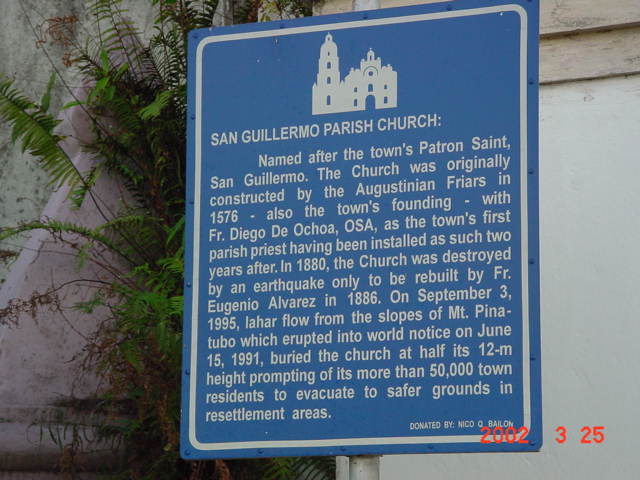 SAN GUILLERMO PARISH CHURCH:
Named after the town's Patron Saint,
San Guillermo. The Church was originally
constructed by the Augustinian Friars in
1576 - also the town's founding - with
Fr. Diego De Ochoa, OSA, as the town's first
parish priest having been installed as such two
years after. In 1880, the Church was destroyed
by an earthquake only to be rebuilt by Fr.
Eugenio Alvarez in 1886. On September 3,
1995, lahar flow from the slopes of Mt. Pina-
tubo which erupted into world notice on June
15, 1991, buried the church at half its 12-m
height prompting of its more than 50,000 town
residents to evacuate to safer grounds in
resettlement areas.
DONATED BY: NICO Q. BAILON
2002 3 25